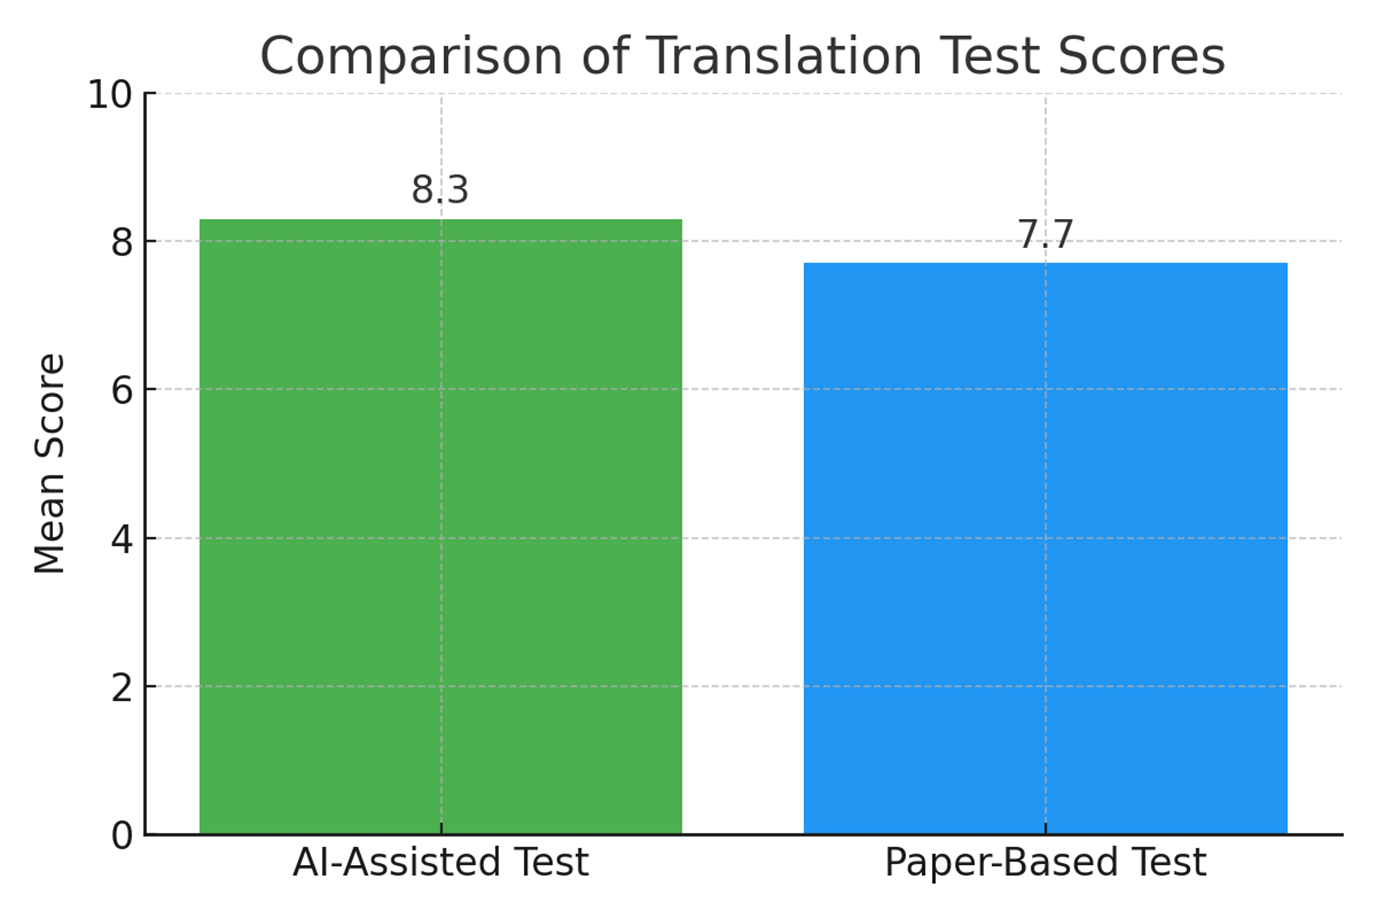 Comparison of Translation Test Scores
10
8.3
8
7.7
6
4
2
0
Mean Score
AI-Assisted Test
Paper-Based Test